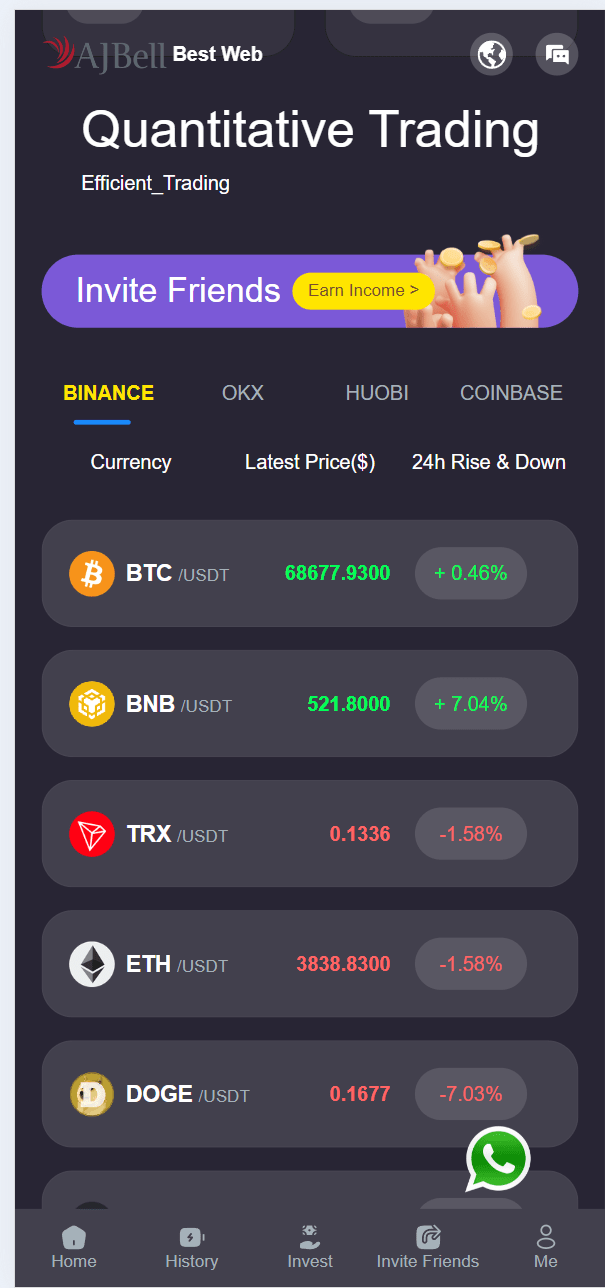 AJBell Best Web
Quantitative Trading
Efficient_Trading
Invite Friends Earn Income >
BINANCE OKX HUOBI COINBASE
Currency Latest Price($) 24h Rise & Down
BTC /USDT 68677.9300 + 0.46%
BNB /USDT 521.8000 + 7.04%
TRX /USDT 0.1336 -1.58%
ETH /USDT 3838.8300 -1.58%
DOGE /USDT 0.1677 -7.03%
Home History Invest Invite Friends Me